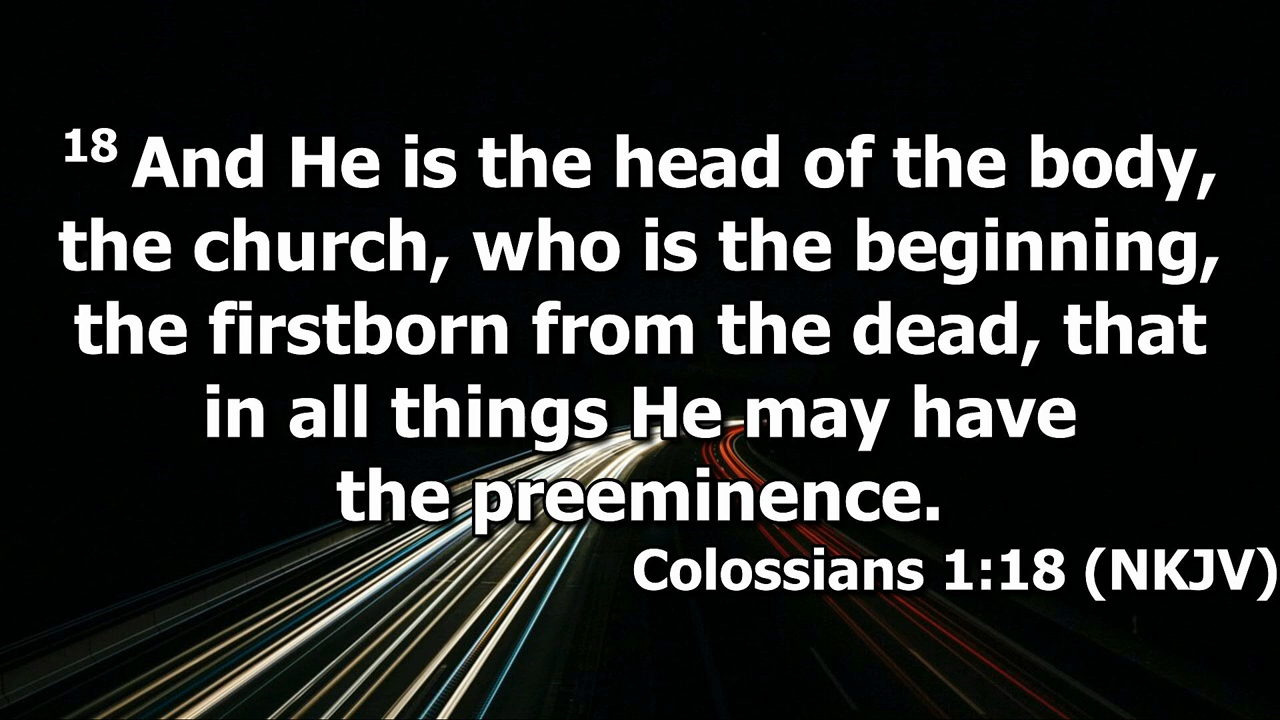 18 And He is the head of the body,
the church, who is the beginning,
the firstborn from the dead, that
in all things He may have
the preeminence.
Colossians 1:18 (NKJV)